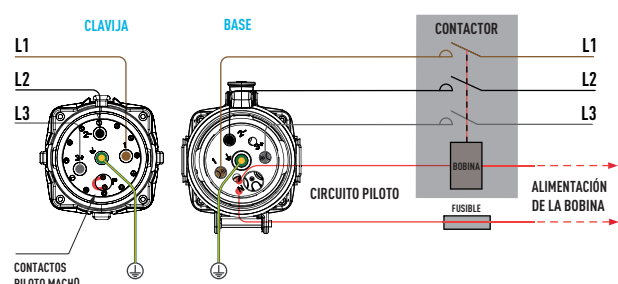 CLAVIJA
BASE
CONTACTOR
L1
L1
L2
L2
L3
L3
BOBINA
CIRCUITO PILOTO
FUSIBLE
ALIMENTACIÓN
DE LA BOBINA
CONTACTOS
PILOTO MACHO